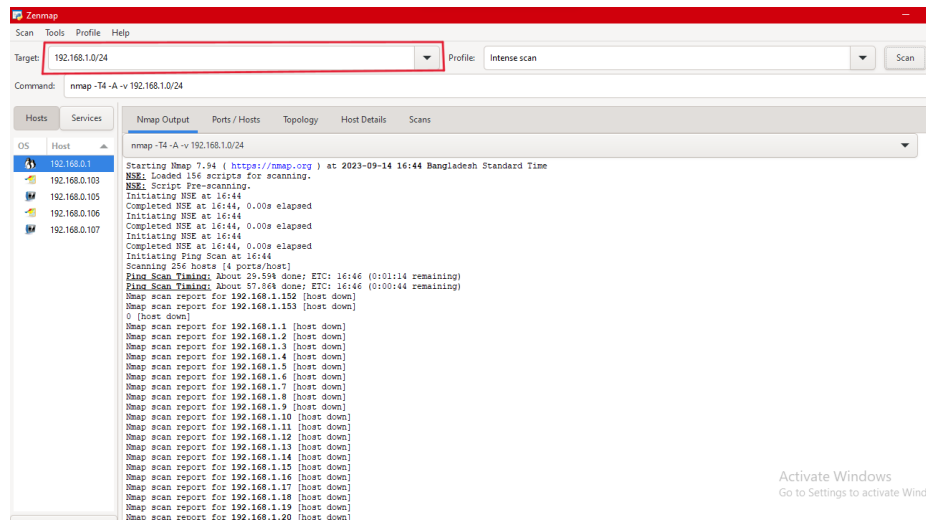 Zenmap
Scan Tools Profile Help
Target: 192.168.1.0/24 Profile: Intense scan Scan
Command: nmap -T4 -A -v 192.168.1.0/24
Hosts Services Nmap Output Ports / Hosts Topology Host Details Scans
OS Host nmap -T4 -A -v 192.168.1.0/24
192.168.0.1
192.168.0.103
192.168.0.105
192.168.0.106
192.168.0.107
Starting Nmap 7.94 ( https://nmap.org ) at 2023-09-14 16:44 Bangladesh Standard Time
NSE: Loaded 156 scripts for scanning.
NSE: Script Pre-scanning.
Initiating NSE at 16:44
Completed NSE at 16:44, 0.00s elapsed
Initiating NSE at 16:44
Completed NSE at 16:44, 0.00s elapsed
Initiating NSE at 16:44
Completed NSE at 16:44, 0.00s elapsed
Initiating Ping Scan at 16:44
Scanning 256 hosts [4 ports/host]
Ping Scan Timing: About 29.59% done; ETC: 16:46 (0:01:14 remaining)
Ping Scan Timing: About 57.86% done; ETC: 16:46 (0:00:44 remaining)
Nmap scan report for 192.168.1.152 [host down]
Nmap scan report for 192.168.1.153 [host down]
0 [host down]
Nmap scan report for 192.168.1.1 [host down]
Nmap scan report for 192.168.1.2 [host down]
Nmap scan report for 192.168.1.3 [host down]
Nmap scan report for 192.168.1.4 [host down]
Nmap scan report for 192.168.1.5 [host down]
Nmap scan report for 192.168.1.6 [host down]
Nmap scan report for 192.168.1.7 [host down]
Nmap scan report for 192.168.1.8 [host down]
Nmap scan report for 192.168.1.9 [host down]
Nmap scan report for 192.168.1.10 [host down]
Nmap scan report for 192.168.1.11 [host down]
Nmap scan report for 192.168.1.12 [host down]
Nmap scan report for 192.168.1.13 [host down]
Nmap scan report for 192.168.1.14 [host down]
Nmap scan report for 192.168.1.15 [host down]
Nmap scan report for 192.168.1.16 [host down]
Nmap scan report for 192.168.1.17 [host down]
Nmap scan report for 192.168.1.18 [host down]
Nmap scan report for 192.168.1.19 [host down]
Nmap scan report for 192.168.1.20 [host down]
Activate Windows
Go to Settings to activate Wind